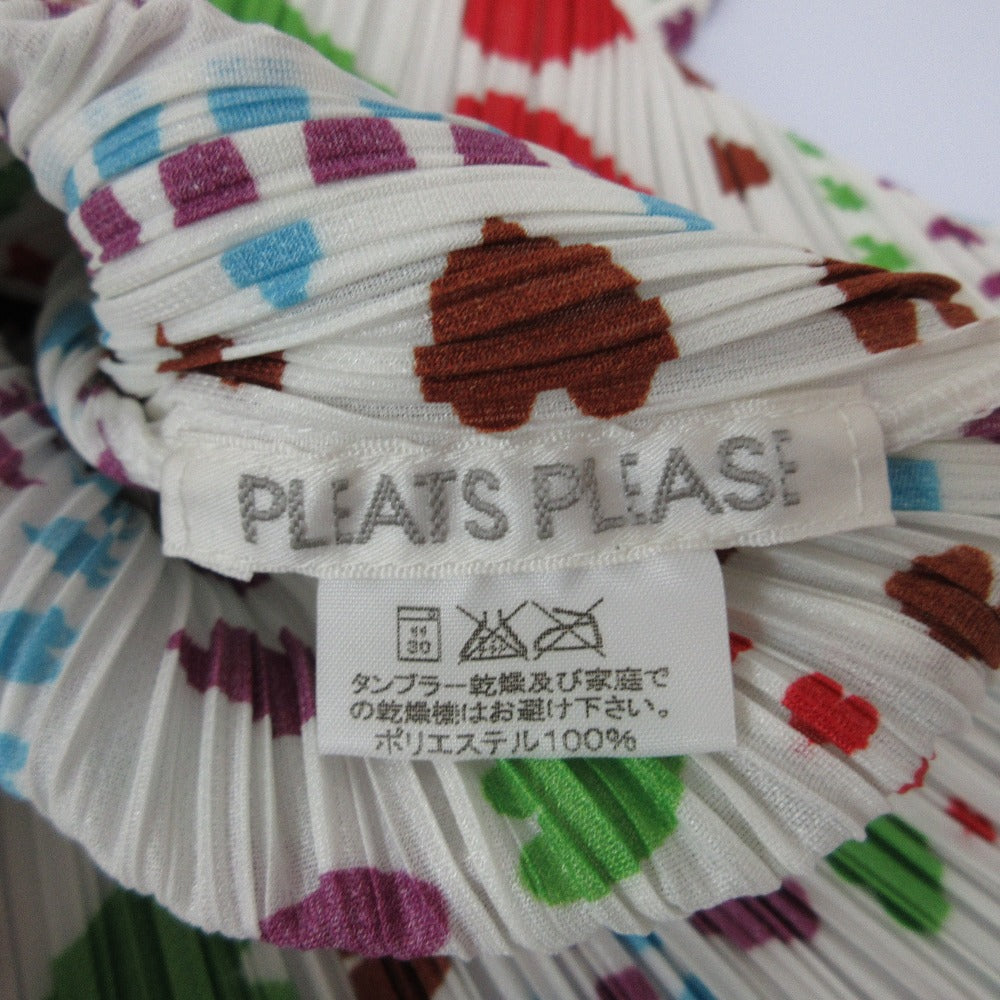 PLEATS PLEASE
弱
30
タンブラー乾燥及び家庭で
の乾燥機はお避け下さい。
ポリエステル100%